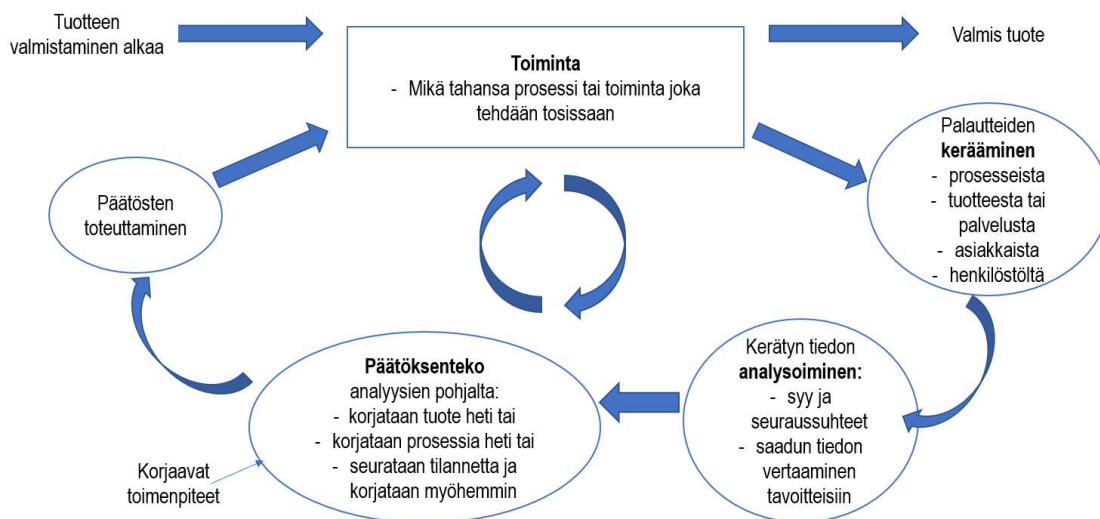 Tuotteen
valmistaminen alkaa
Toiminta
- Mikä tahansa prosessi tai toiminta joka
tehdään tosissaan
Valmis tuote
Palautteiden
kerääminen
- prosesseista
- tuotteesta tai
palvelusta
- asiakkaista
- henkilöstöltä
Kerätyn tiedon
analysoiminen:
- syy ja
seuraussuhteet
- saadun tiedon
vertaaminen
tavoitteisiin
Päätöksenteko
analyysien pohjalta:
- korjataan tuote heti tai
- korjataan prosessia heti tai
- seurataan tilannetta ja
korjataan myöhemmin
Korjaavat
toimenpiteet
Päätösten
toteuttaminen